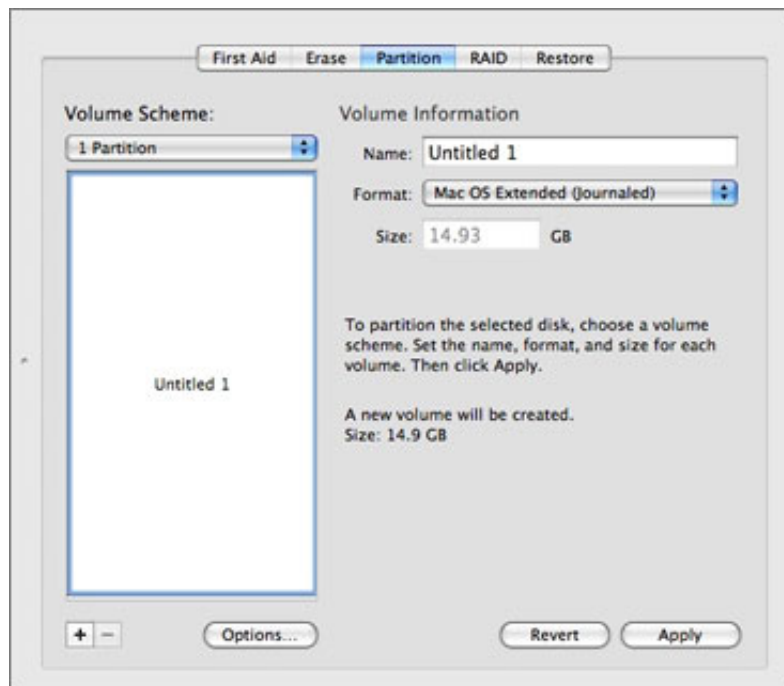 First Aid Erase Partition RAID Restore
Volume Scheme:
1 Partition
Untitled 1
Volume Information
Name: Untitled 1
Format: Mac OS Extended (Journaled)
Size: 14.93 GB
To partition the selected disk, choose a volume
scheme. Set the name, format, and size for each
volume. Then click Apply.
A new volume will be created.
Size: 14.9 GB
+ −
Options...
Revert
Apply